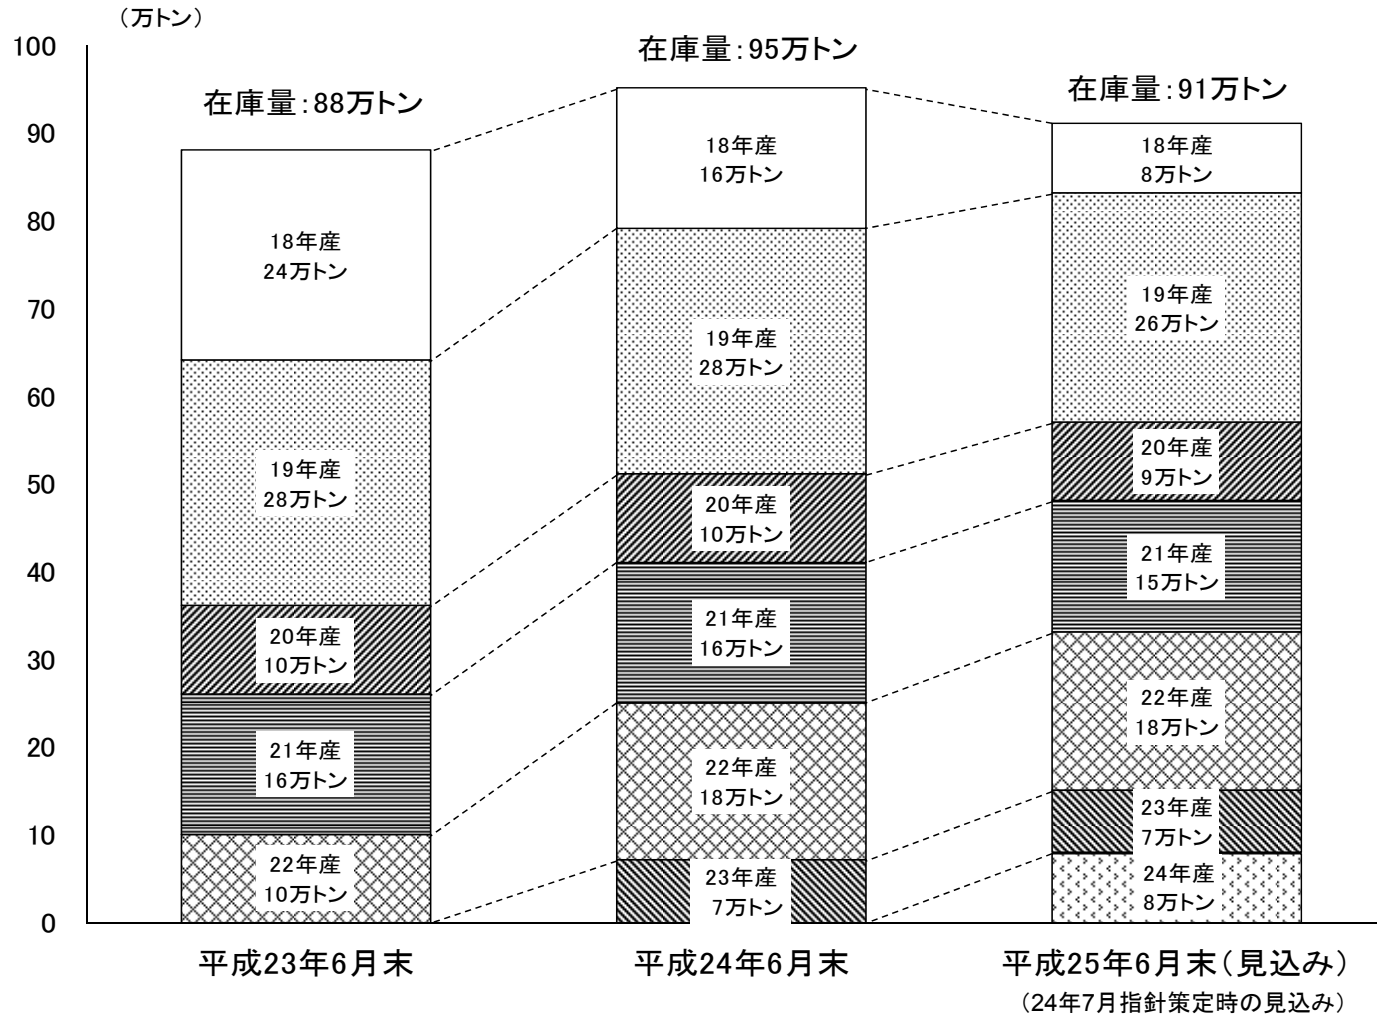 （万トン）
100
90
80
70
60
50
40
30
20
10
0
在庫量：88万トン
18年産
24万トン
19年産
28万トン
20年産
10万トン
21年産
16万トン
22年産
10万トン
平成23年6月末
在庫量：95万トン
18年産
16万トン
19年産
28万トン
20年産
10万トン
21年産
16万トン
22年産
18万トン
23年産
7万トン
平成24年6月末
在庫量：91万トン
18年産
8万トン
19年産
26万トン
20年産
9万トン
21年産
15万トン
22年産
18万トン
23年産
7万トン
24年産
8万トン
平成25年6月末（見込み）
（24年7月指針策定時の見込み）